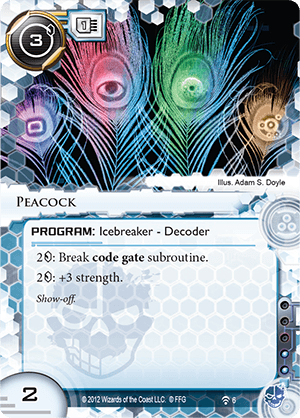 3
Illus. Adam S. Doyle
PEACOCK
PROGRAM: Icebreaker - Decoder
2: Break code gate subroutine.
2: +3 strength.
Show-off.
2
© 2012 Wizards of the Coast LLC. © FFG 6